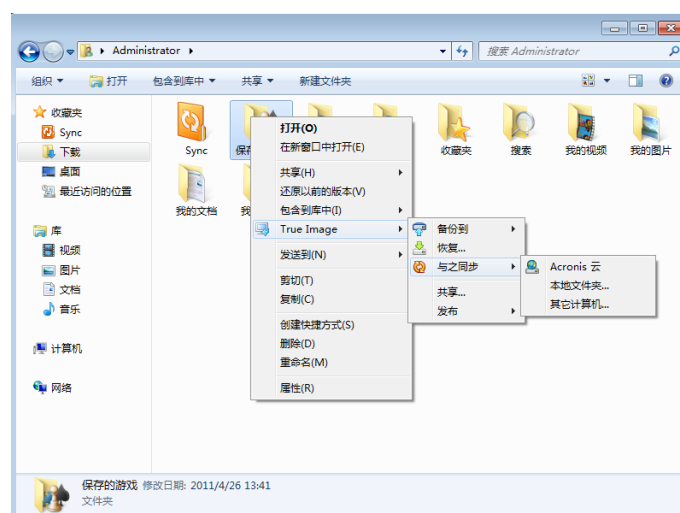 Administrator
搜索 Administrator
组织 打开 包含到库中 共享 新建文件夹
收藏夹
Sync
下载
桌面
最近访问的位置
库
视频
图片
文档
音乐
计算机
网络
Sync
保存
收藏夹
搜索
我的视频
我的图片
我的文档
我
打开(O)
在新窗口中打开(E)
共享(H)
还原以前的版本(V)
包含到库中(I)
True Image
发送到(N)
剪切(T)
复制(C)
创建快捷方式(S)
删除(D)
重命名(M)
属性(R)
备份到
恢复...
与之同步
共享...
发布
Acronis 云
本地文件夹...
其它计算机...
保存的游戏 修改日期: 2011/4/26 13:41
文件夹